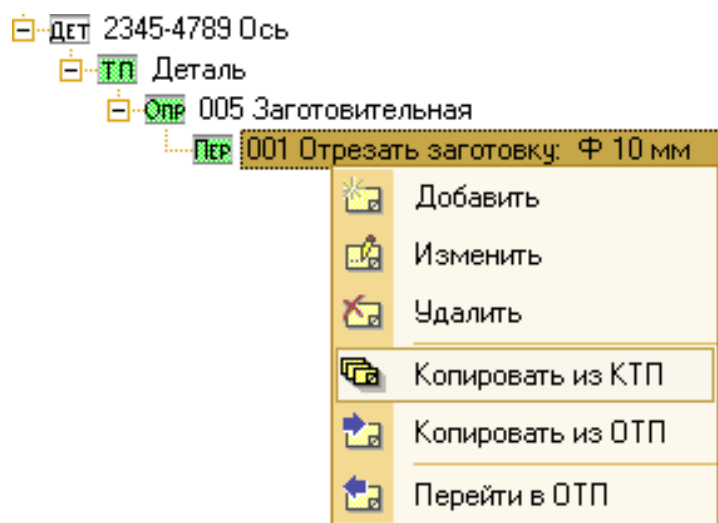 ДЕТ 2345-4789 Ось
ТП Деталь
Опр 005 Заготовительная
ПЕР 001 Отрезать заготовку: Ф 10 мм
Добавить
Изменить
Удалить
Копировать из КТП
Копировать из ОТП
Перейти в ОТП